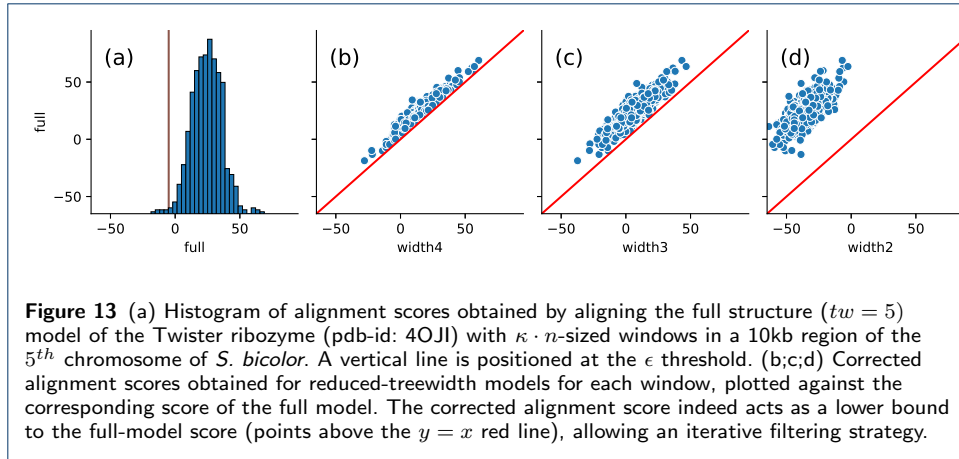 (a)
(b)
(c)
(d)
full
50
0
−50
−50 0 50
−50 0 50
−50 0 50
−50 0 50
full
width4
width3
width2
Figure 13 (a) Histogram of alignment scores obtained by aligning the full structure (tw = 5)
model of the Twister ribozyme (pdb-id: 4OJI) with κ · n-sized windows in a 10kb region of the
5th chromosome of S. bicolor. A vertical line is positioned at the ϵ threshold. (b;c;d) Corrected
alignment scores obtained for reduced-treewidth models for each window, plotted against the
corresponding score of the full model. The corrected alignment score indeed acts as a lower bound
to the full-model score (points above the y = x red line), allowing an iterative filtering strategy.